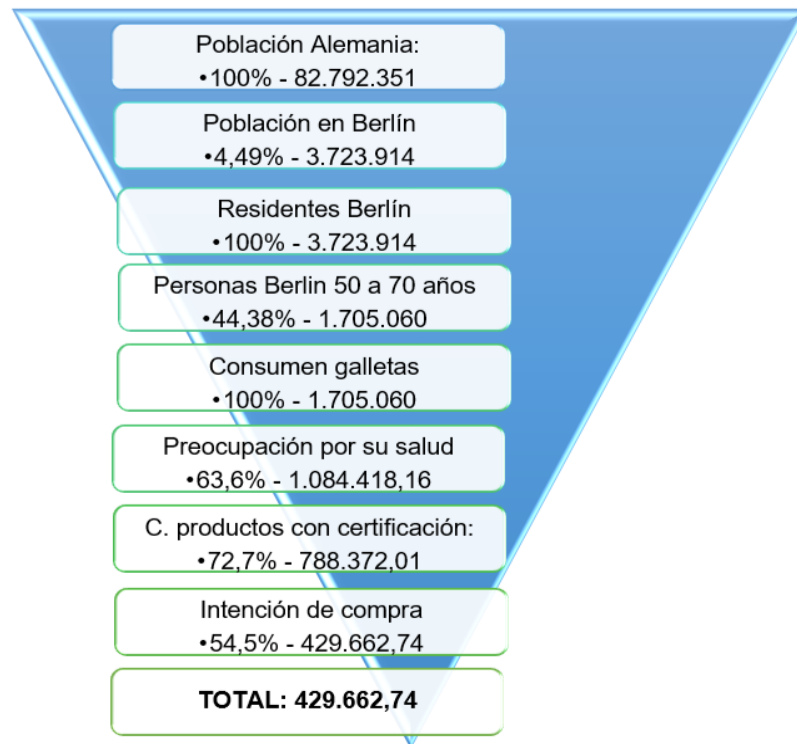 Población Alemania:
•100% - 82.792.351
Población en Berlín
•4,49% - 3.723.914
Residentes Berlín
•100% - 3.723.914
Personas Berlin 50 a 70 años
•44,38% - 1.705.060
Consumen galletas
•100% - 1.705.060
Preocupación por su salud
•63,6% - 1.084.418,16
C. productos con certificación:
•72,7% - 788.372,01
Intención de compra
•54,5% - 429.662,74
TOTAL: 429.662,74